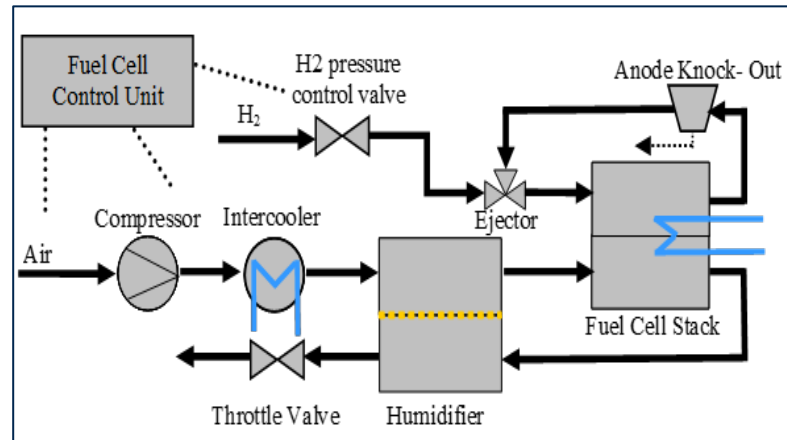 Fuel Cell
Control Unit
H2 pressure
control valve
H₂
Anode Knock- Out
Compressor
Intercooler
Ejector
Air
Fuel Cell Stack
Throttle Valve
Humidifier